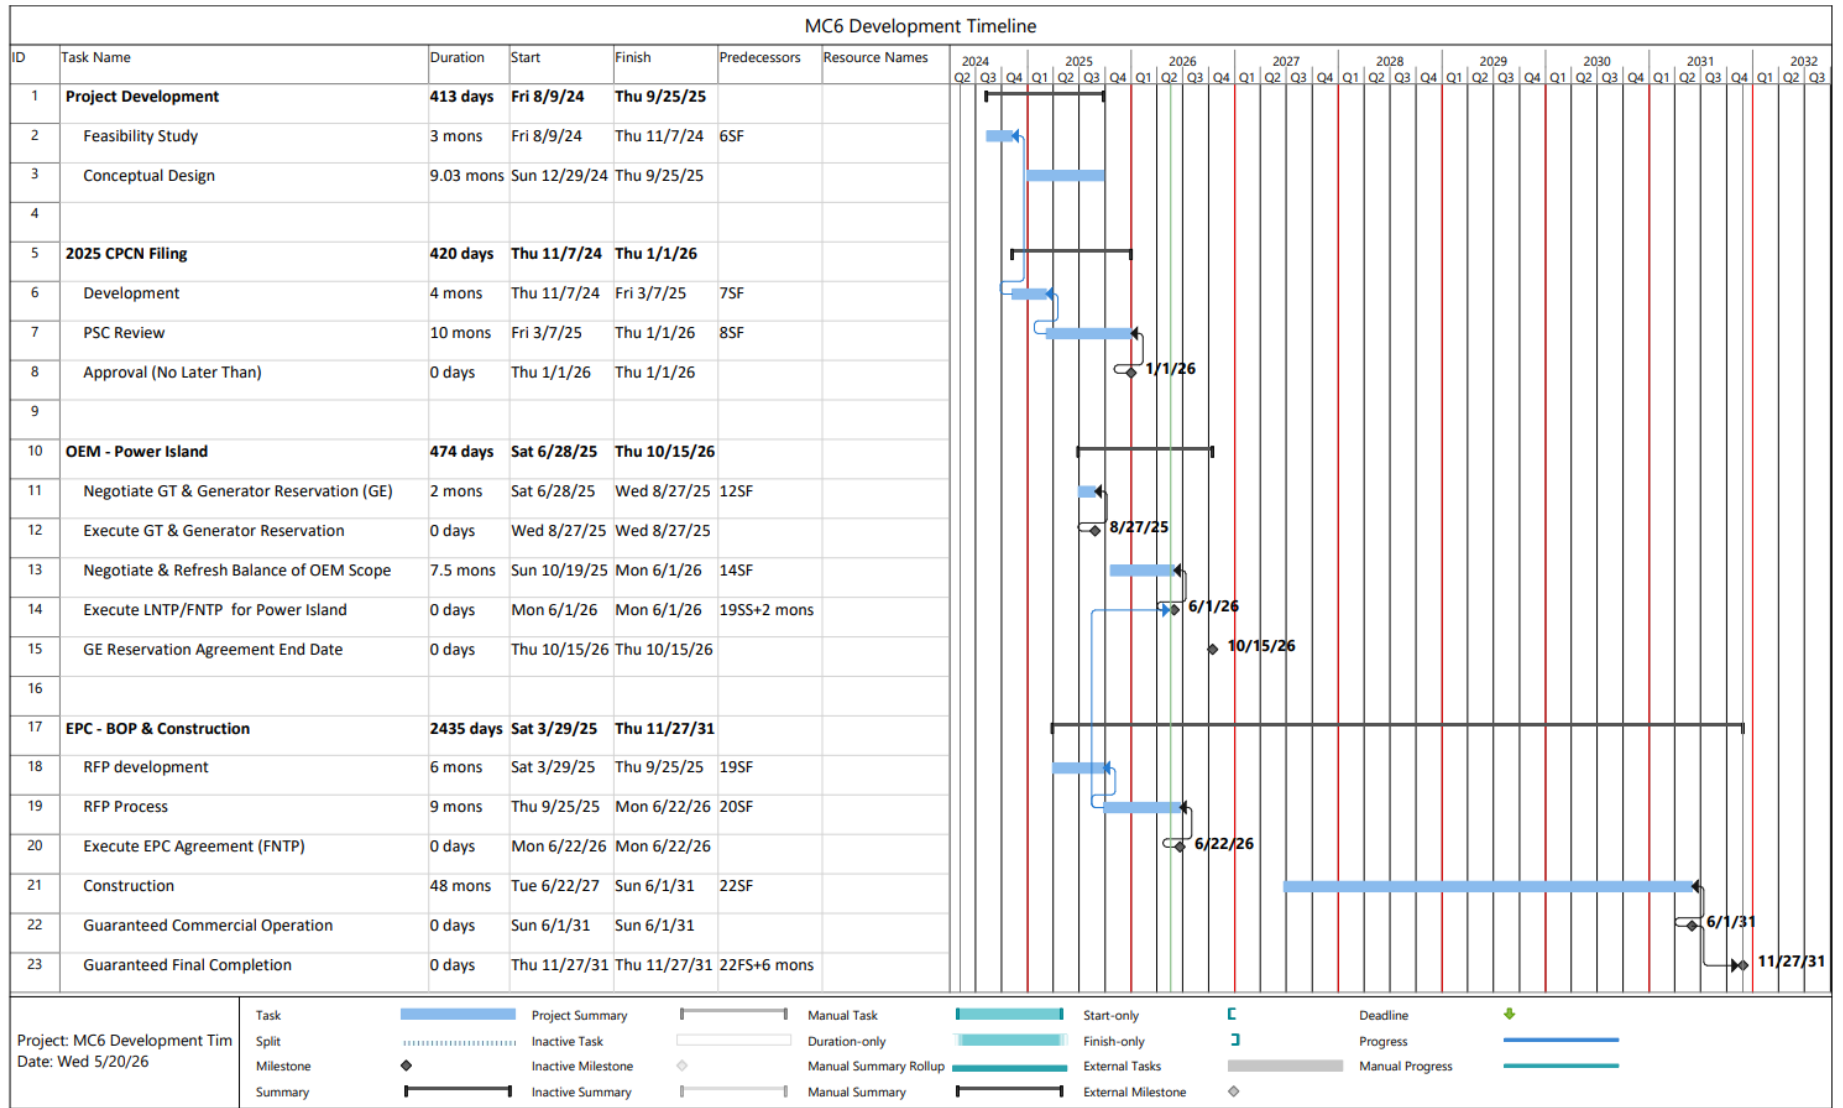 MC6 Development Timeline
ID Task Name Duration Start Finish Predecessors Resource Names
2024 2025 2026 2027 2028 2029 2030 2031 2032
Q2 Q3 Q4 Q1 Q2 Q3 Q4 Q1 Q2 Q3 Q4 Q1 Q2 Q3 Q4 Q1 Q2 Q3 Q4 Q1 Q2 Q3 Q4 Q1 Q2 Q3 Q4 Q1 Q2 Q3 Q4 Q1 Q2 Q3
1 Project Development 413 days Fri 8/9/24 Thu 9/25/25
2 Feasibility Study 3 mons Fri 8/9/24 Thu 11/7/24 6SF
3 Conceptual Design 9.03 mons Sun 12/29/24 Thu 9/25/25
4
5 2025 CPCN Filing 420 days Thu 11/7/24 Thu 1/1/26
6 Development 4 mons Thu 11/7/24 Fri 3/7/25 7SF
7 PSC Review 10 mons Fri 3/7/25 Thu 1/1/26 8SF
8 Approval (No Later Than) 0 days Thu 1/1/26 Thu 1/1/26 1/1/26
9
10 OEM - Power Island 474 days Sat 6/28/25 Thu 10/15/26
11 Negotiate GT & Generator Reservation (GE) 2 mons Sat 6/28/25 Wed 8/27/25 12SF
12 Execute GT & Generator Reservation 0 days Wed 8/27/25 Wed 8/27/25 8/27/25
13 Negotiate & Refresh Balance of OEM Scope 7.5 mons Sun 10/19/25 Mon 6/1/26 14SF
14 Execute LNTP/FNTP for Power Island 0 days Mon 6/1/26 Mon 6/1/26 19SS+2 mons 6/1/26
15 GE Reservation Agreement End Date 0 days Thu 10/15/26 Thu 10/15/26 10/15/26
16
17 EPC - BOP & Construction 2435 days Sat 3/29/25 Thu 11/27/31
18 RFP development 6 mons Sat 3/29/25 Thu 9/25/25 19SF
19 RFP Process 9 mons Thu 9/25/25 Mon 6/22/26 20SF
20 Execute EPC Agreement (FNTP) 0 days Mon 6/22/26 Mon 6/22/26 6/22/26
21 Construction 48 mons Tue 6/22/27 Sun 6/1/31 22SF
22 Guaranteed Commercial Operation 0 days Sun 6/1/31 Sun 6/1/31 6/1/31
23 Guaranteed Final Completion 0 days Thu 11/27/31 Thu 11/27/31 22FS+6 mons 11/27/31
Project: MC6 Development Tim
Date: Wed 5/20/26
Task Project Summary Manual Task Start-only Deadline
Split Inactive Task Duration-only Finish-only Progress
Milestone Inactive Milestone Manual Summary Rollup External Tasks Manual Progress
Summary Inactive Summary Manual Summary External Milestone